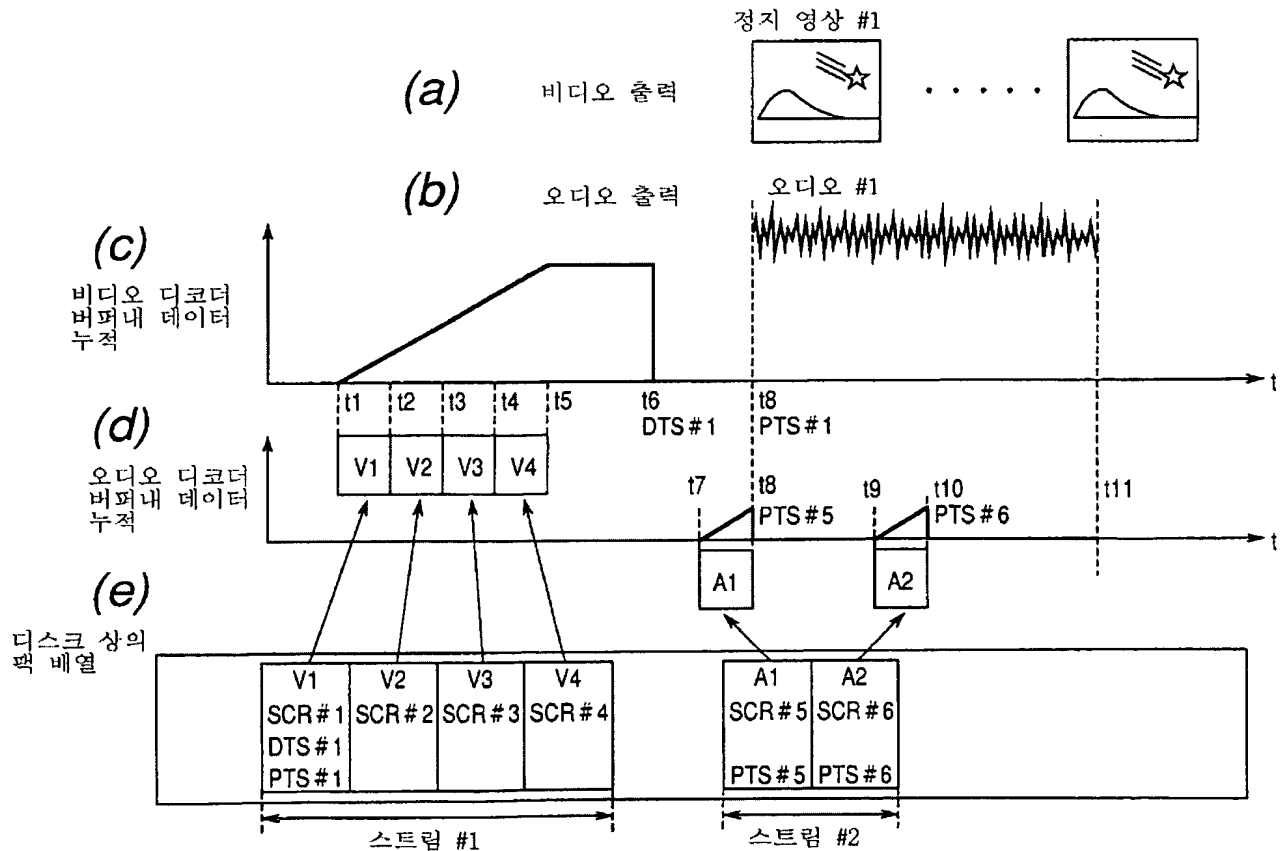 정지 영상 #1
(a)
비디오 출력
(b)
오디오 출력
오디오 #1
(c)
비디오 디코더
버퍼내 데이터
누적
t
t1 t2 t3 t4 t5 t6 t8
DTS#1 PTS#1
(d)
오디오 디코더
버퍼내 데이터
누적
V1 V2 V3 V4
t7 t8 t9 t10 t11
PTS#5 PTS#6
t
A1 A2
(e)
디스크 상의
팩 배열
V1 V2 V3 V4 A1 A2
SCR#1 SCR#2 SCR#3 SCR#4 SCR#5 SCR#6
DTS#1
PTS#1 PTS#5 PTS#6
스트림 #1 스트림 #2